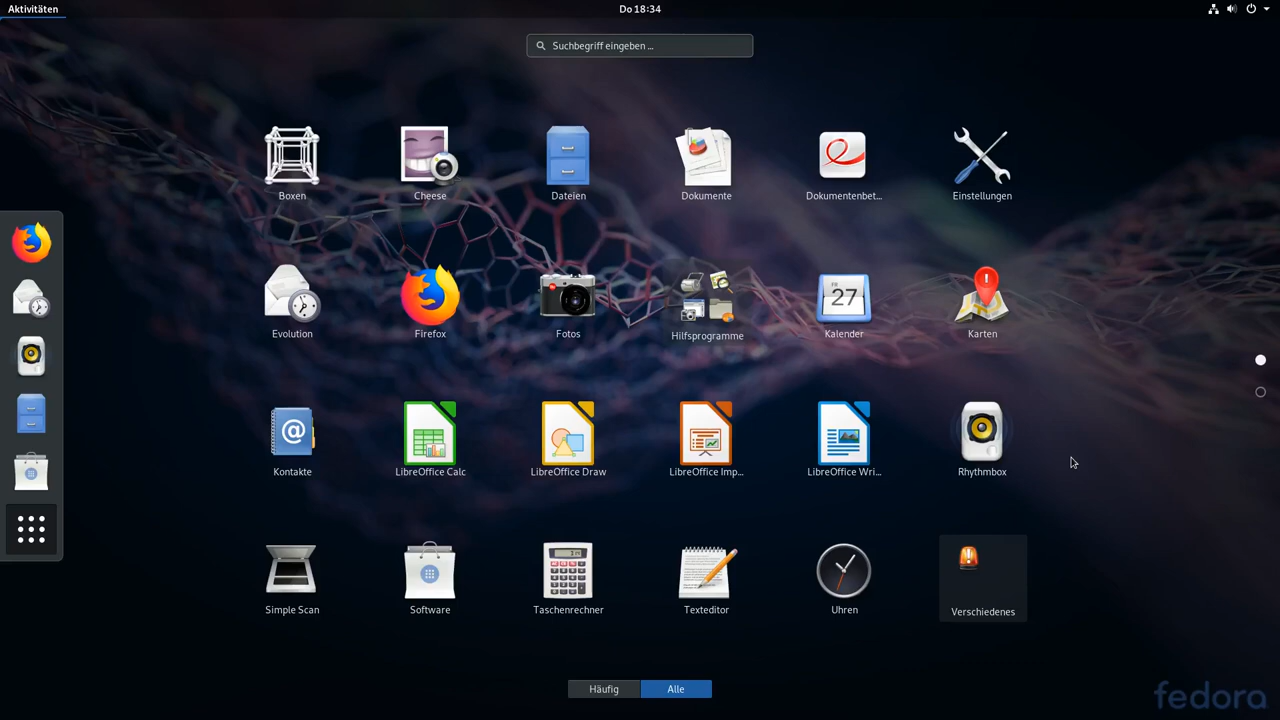 Aktivitäten
Do 18:34
Suchbegriff eingeben ...
Boxen
Cheese
Dateien
Dokumente
Dokumentenbet...
Einstellungen
Evolution
Firefox
Fotos
Hilfsprogramme
FRI
27
Kalender
Karten
Kontakte
LibreOffice Calc
LibreOffice Draw
LibreOffice Imp...
LibreOffice Wri...
Rhythmbox
Simple Scan
Software
Taschenrechner
Texteditor
Uhren
Verschiedenes
Häufig
Alle
fedora